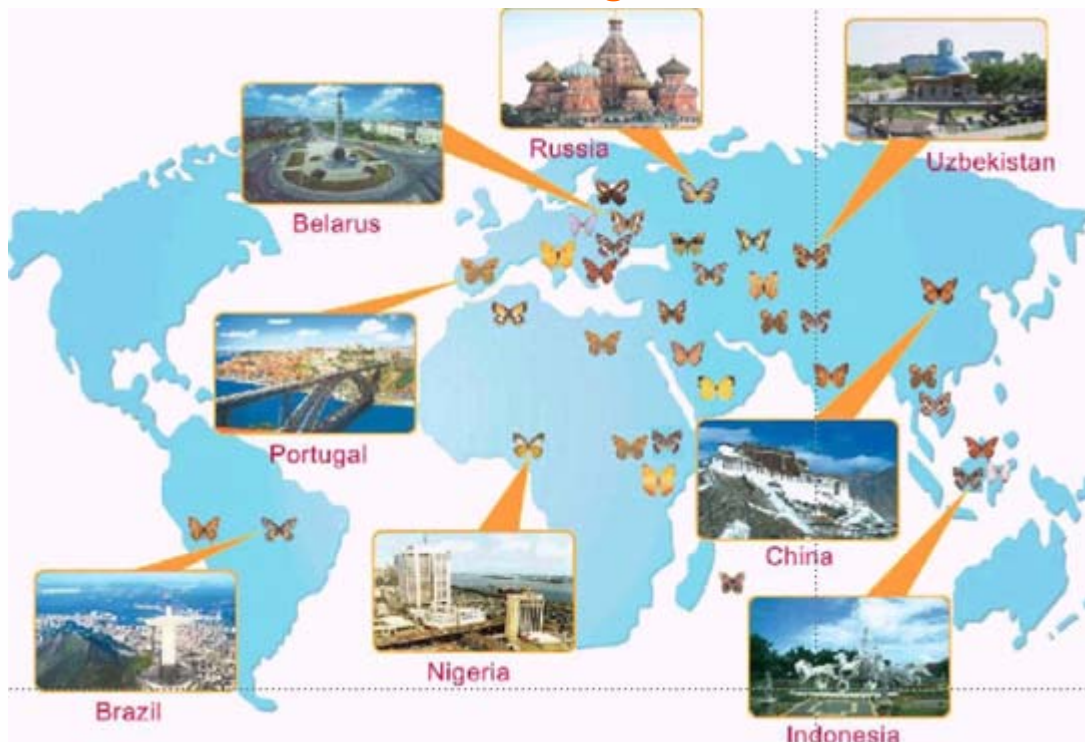 Russia
Uzbekistan
Belarus
Portugal
China
Nigeria
Brazil
Indonesia